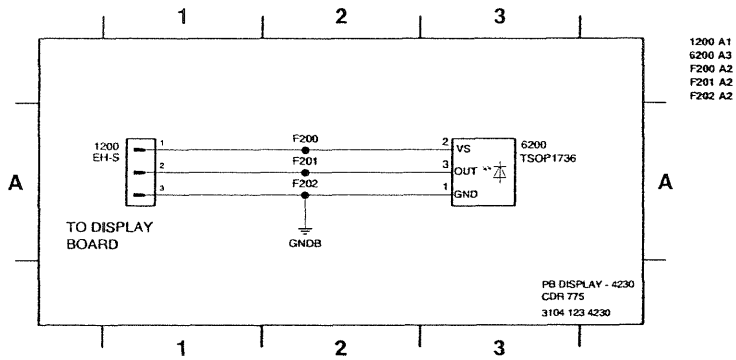 1 2 3
1200 A1
6200 A3
F200 A2
F201 A2
F202 A2
1200
EH-S
1
2
3
F200
F201
F202
GNDB
2 VS
3 OUT
1 GND
6200
TSOP1736
A
A
TO DISPLAY
BOARD
PB DISPLAY - 4230
CDR 775
3104 123 4230
1 2 3